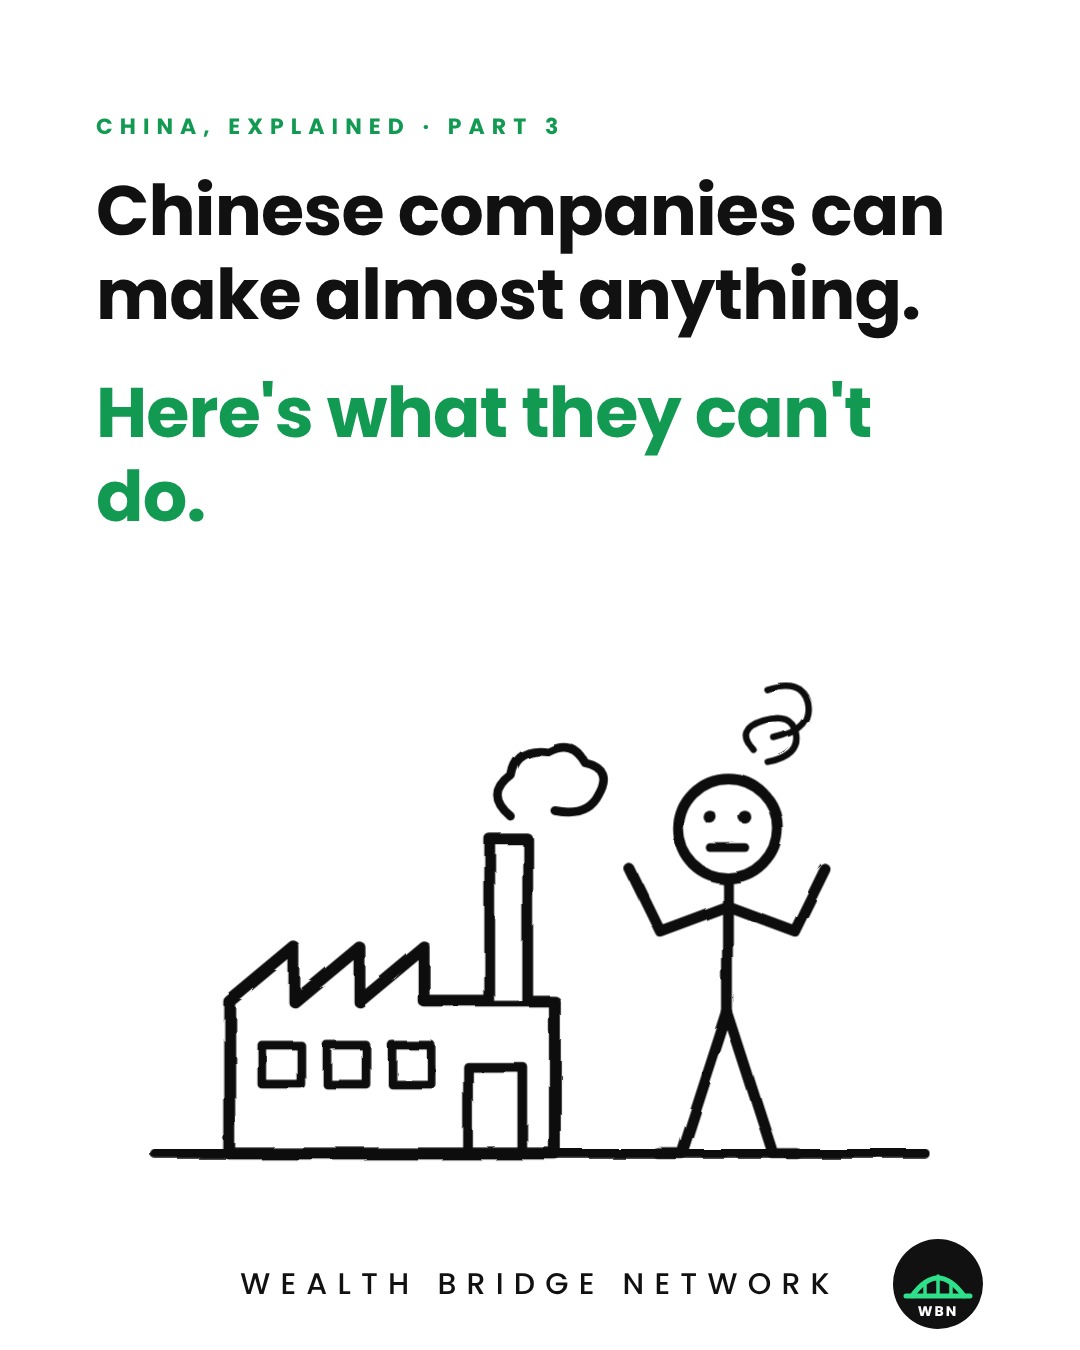 CHINA, EXPLAINED · PART 3
Chinese companies can
make almost anything.
Here's what they can't
do.
WEALTH BRIDGE NETWORK
WBN